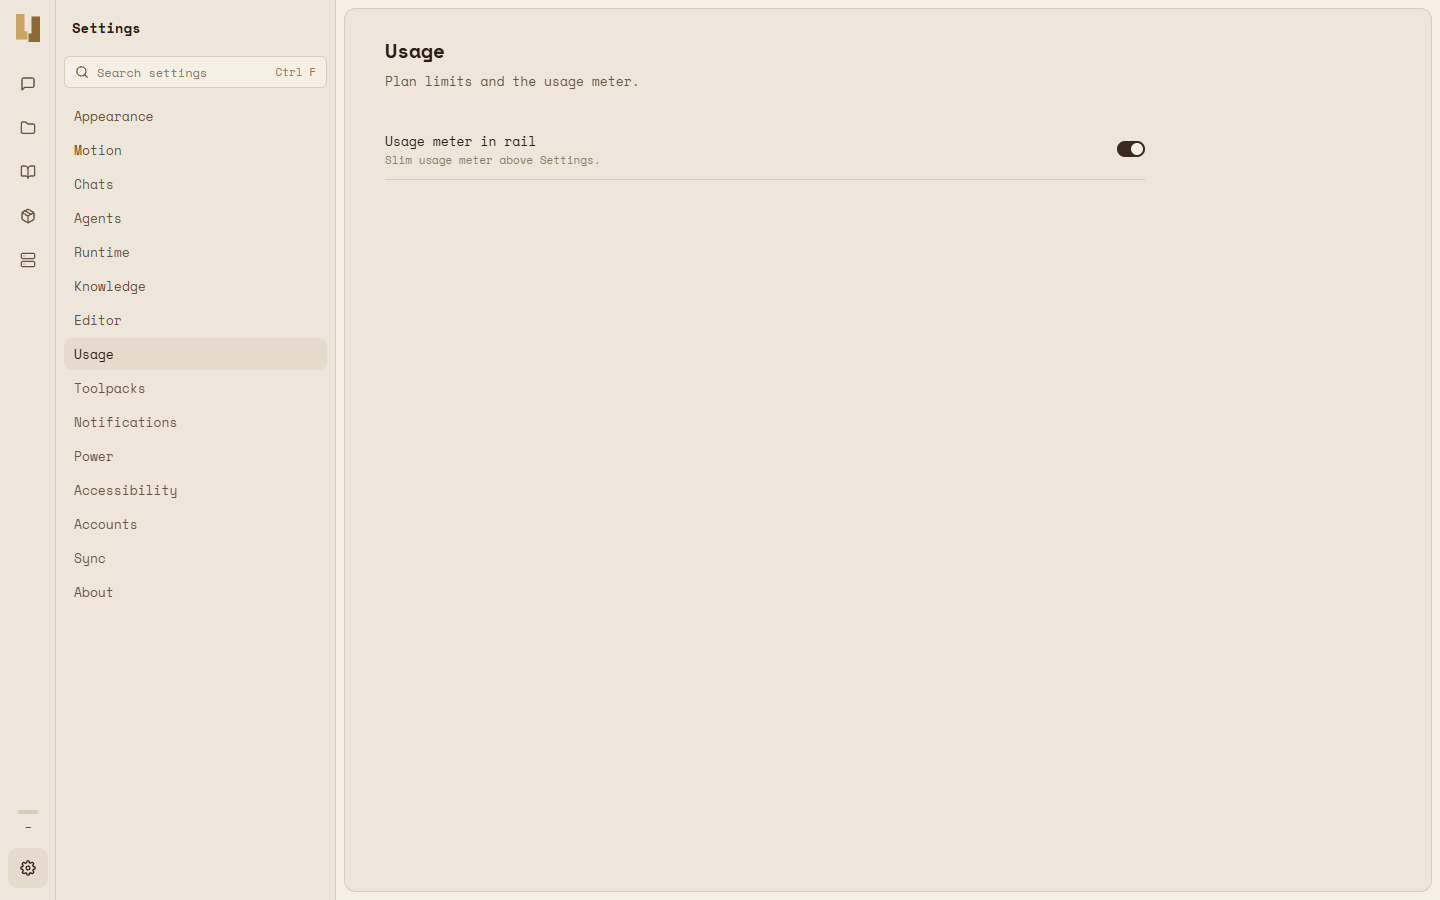 Settings
Search settings
Ctrl F
Appearance
Motion
Chats
Agents
Runtime
Knowledge
Editor
Usage
Toolpacks
Notifications
Power
Accessibility
Accounts
Sync
About
–
Usage
Plan limits and the usage meter.
Usage meter in rail
Slim usage meter above Settings.